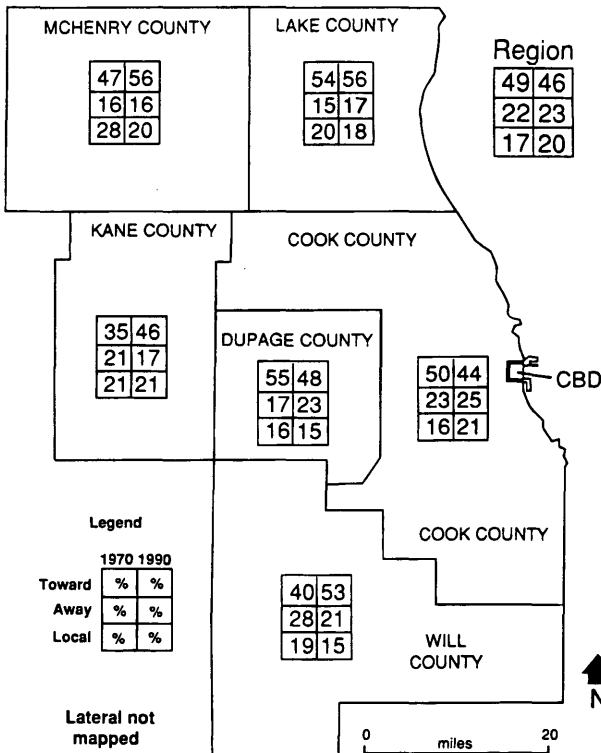 MCHENRY COUNTY
LAKE COUNTY
Region
47 56
16 16
28 20
54 56
15 17
20 18
49 46
22 23
17 20
KANE COUNTY
COOK COUNTY
35 46
21 17
21 21
DUPAGE COUNTY
55 48
17 23
16 15
50 44
23 25
16 21
CBD
Legend
1970 1990
Toward % %
Away % %
Local % %
Lateral not
mapped
COOK COUNTY
40 53
28 21
19 15
WILL
COUNTY
N
0 20
miles